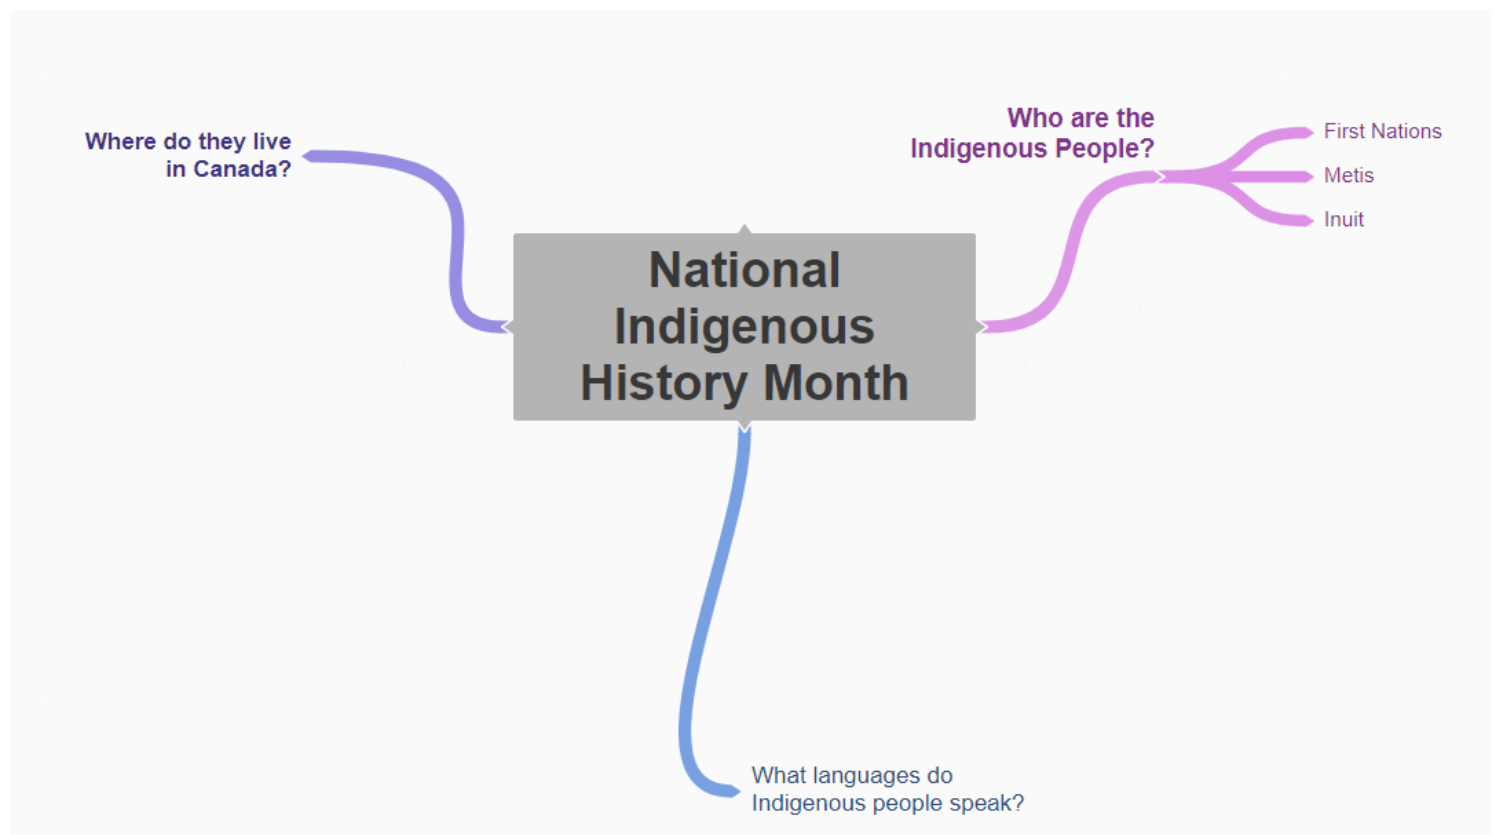 Where do they live
in Canada?
Who are the
Indigenous People?
First Nations
Metis
Inuit
National
Indigenous
History Month
What languages do
Indigenous people speak?